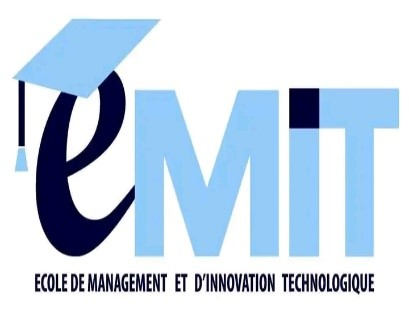 eMiT
ECOLE DE MANAGEMENT ET D'INNOVATION TECHNOLOGIQUE